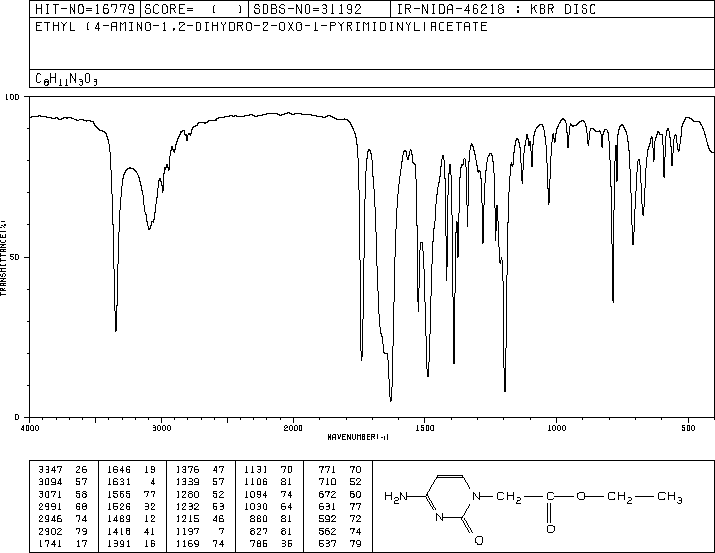 HIT-NO=16779 SCORE= ( ) SDBS-NO=31192 IR-NIDA-46218 : KBR DISC
ETHYL (4-AMINO-1,2-DIHYDRO-2-OXO-1-PYRIMIDINYL)ACETATE
C8H11N3O3
100
50
0
TRANSMITTANCE(%)
4000 3000 2000 1500 1000 500
WAVENUMBER(-1)
3347 26 1646 19 1376 47 1131 70 771 70
3094 57 1631 4 1339 57 1106 81 710 52
3071 58 1565 77 1280 52 1094 74 672 60
2991 68 1526 32 1232 53 1030 64 631 77
2946 74 1489 12 1215 46 880 81 592 72
2902 79 1418 41 1197 7 827 81 562 74
1741 17 1391 16 1169 74 786 35 537 79
H2N N N O CH2 C O O CH2 CH3